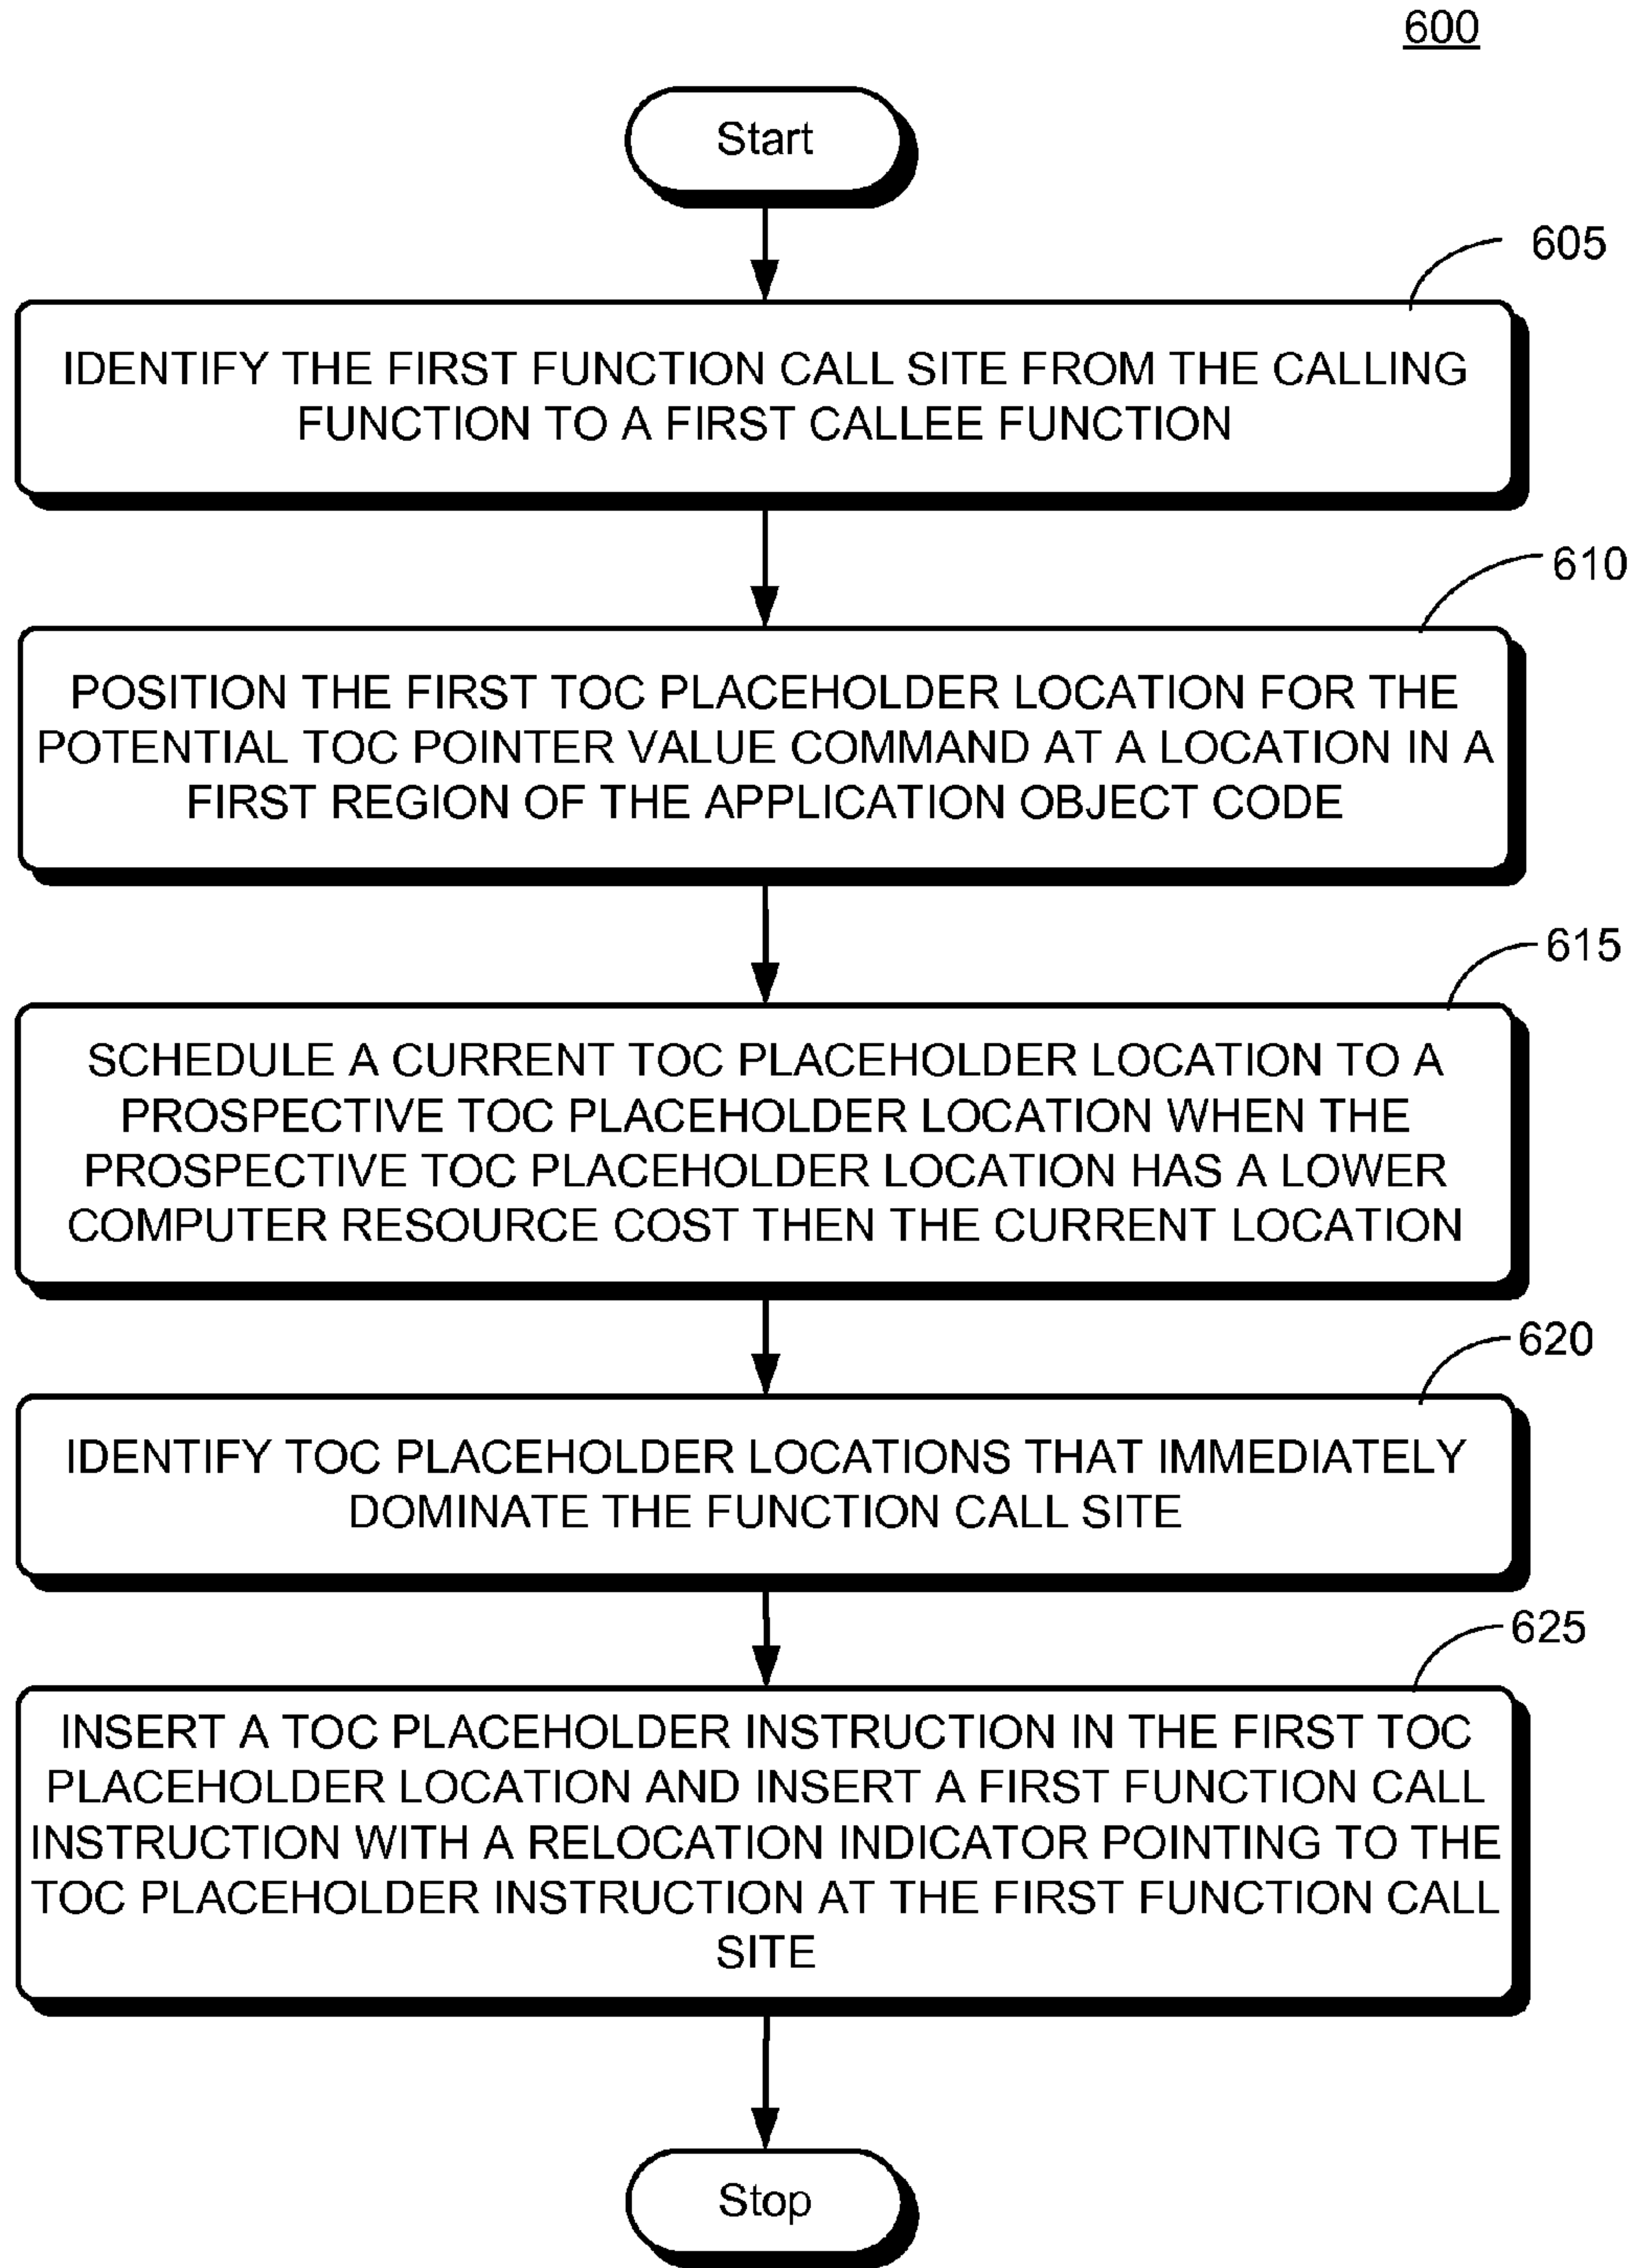 600
Start
605
IDENTIFY THE FIRST FUNCTION CALL SITE FROM THE CALLING
FUNCTION TO A FIRST CALLEE FUNCTION
610
POSITION THE FIRST TOC PLACEHOLDER LOCATION FOR THE
POTENTIAL TOC POINTER VALUE COMMAND AT A LOCATION IN A
FIRST REGION OF THE APPLICATION OBJECT CODE
615
SCHEDULE A CURRENT TOC PLACEHOLDER LOCATION TO A
PROSPECTIVE TOC PLACEHOLDER LOCATION WHEN THE
PROSPECTIVE TOC PLACEHOLDER LOCATION HAS A LOWER
COMPUTER RESOURCE COST THEN THE CURRENT LOCATION
620
IDENTIFY TOC PLACEHOLDER LOCATIONS THAT IMMEDIATELY
DOMINATE THE FUNCTION CALL SITE
625
INSERT A TOC PLACEHOLDER INSTRUCTION IN THE FIRST TOC
PLACEHOLDER LOCATION AND INSERT A FIRST FUNCTION CALL
INSTRUCTION WITH A RELOCATION INDICATOR POINTING TO THE
TOC PLACEHOLDER INSTRUCTION AT THE FIRST FUNCTION CALL
SITE
Stop